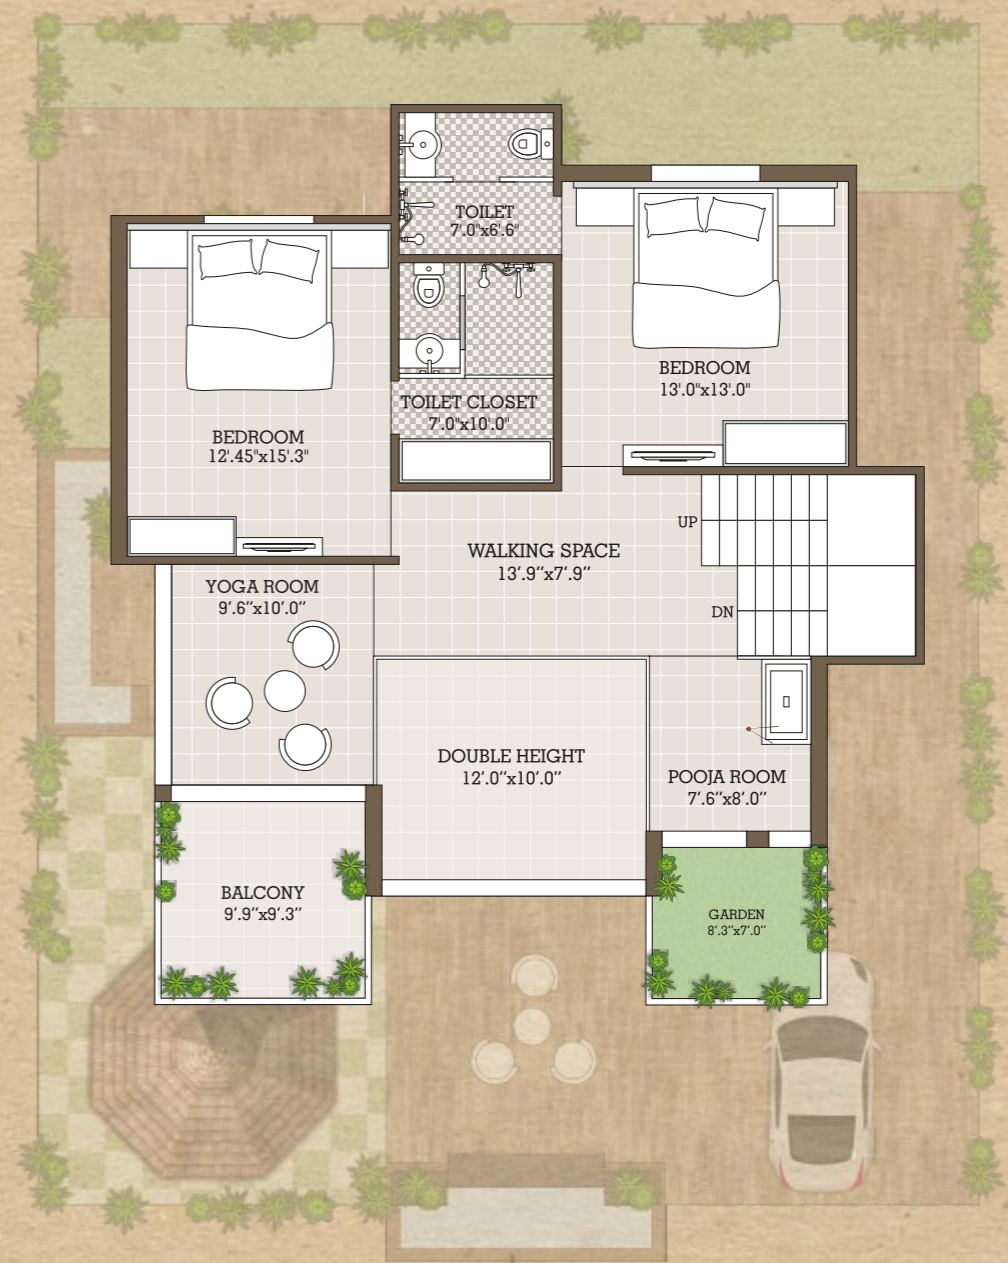 TOILET
7'.0"x6'.6"
TOILET CLOSET
7'.0"x10'.0"
BEDROOM
13'.0"x13'.0"
BEDROOM
12'.45"x15'.3"
UP
WALKING SPACE
13’.9’’x7’.9’’
DN
YOGA ROOM
9’.6’’x10’.0’’
DOUBLE HEIGHT
12’.0’’x10’.0’’
POOJA ROOM
7’.6’’x8’.0’’
BALCONY
9’.9’’x9’.3’’
GARDEN
8’.3’’x7’.0’’